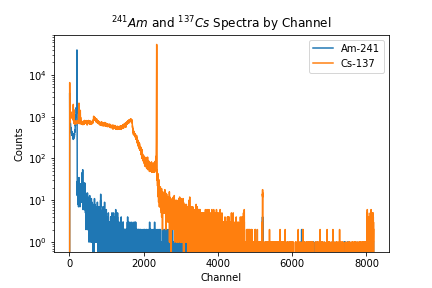 ²⁴¹Am and ¹³⁷Cs Spectra by Channel
Am-241
Cs-137
Counts
10⁴
10³
10²
10¹
10⁰
0
2000
4000
6000
8000
Channel